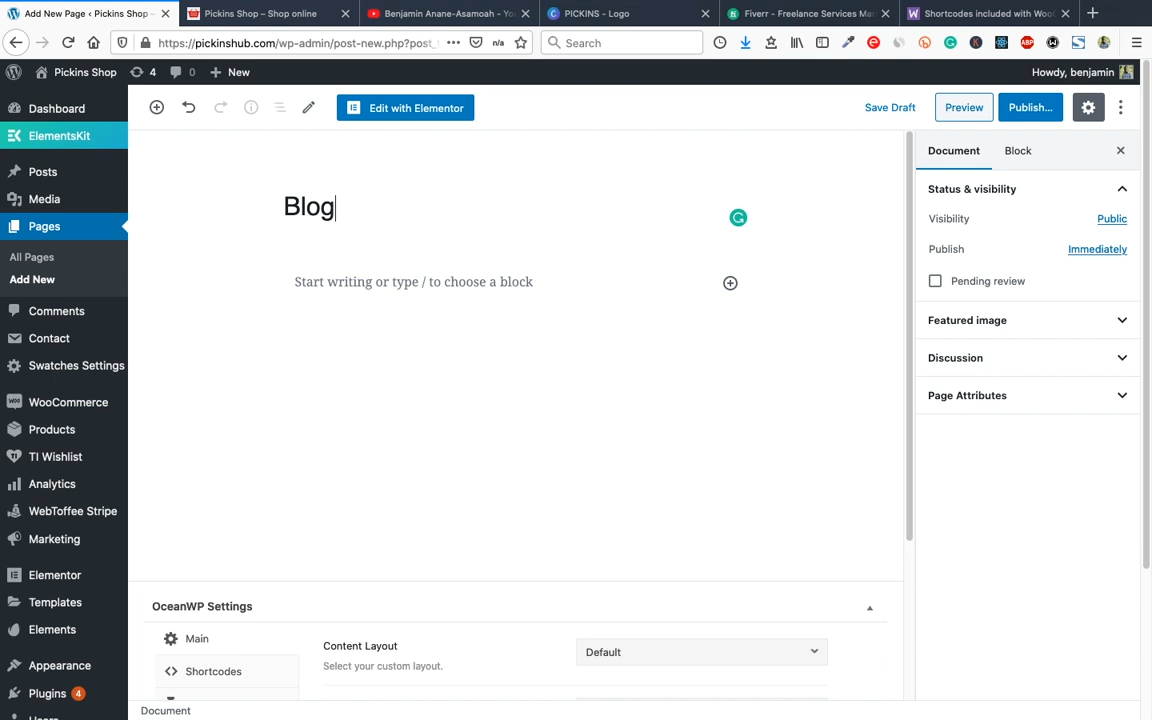 Add New Page ‹ Pickins Shop –
Pickins Shop – Shop online
Benjamin Anane-Asamoah - Yo
PICKINS - Logo
Fiverr - Freelance Services Mar
Shortcodes included with WooC
https://pickinshub.com/wp-admin/post-new.php?post_
n/a
Search
ABP
Pickins Shop
4
0
New
Howdy, benjamin
Dashboard
ElementsKit
Posts
Media
Pages
All Pages
Add New
Comments
Contact
Swatches Settings
WooCommerce
Products
TI Wishlist
Analytics
WebToffee Stripe
Marketing
Elementor
Templates
Elements
Appearance
Plugins 4
Edit with Elementor
Save Draft
Preview
Publish...
Blog
Start writing or type / to choose a block
Document
Block
Status & visibility
Visibility
Public
Publish
Immediately
Pending review
Featured image
Discussion
Page Attributes
OceanWP Settings
Main
Shortcodes
Content Layout
Select your custom layout.
Default
Document